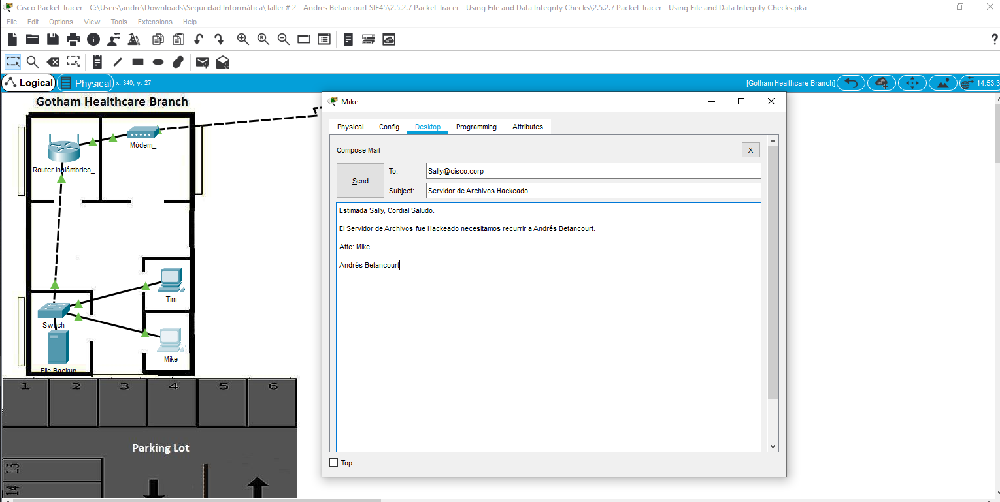 Cisco Packet Tracer - C:\Users\andre\Downloads\Seguridad Informática\Taller # 2 - Andres Betancourt SIF45\2.5.2.7 Packet Tracer - Using File and Data Integrity Checks\2.5.2.7 Packet Tracer - Using File and Data Integrity Checks.pka
File Edit Options View Tools Extensions Help
Logical Physical x: 340, y: 27 [Gotham Healthcare Branch] 14:53:3
Gotham Healthcare Branch
Módem_
Router inalámbrico_
Tim
Switch
Mike
File Backup
1 2 3 4 5 6
Parking Lot
15
14
Mike
Physical Config Desktop Programming Attributes
Compose Mail X
Send
To: Sally@cisco.corp
Subject: Servidor de Archivos Hackeado
Estimada Sally, Cordial Saludo.
El Servidor de Archivos fue Hackeado necesitamos recurrir a Andrés Betancourt.
Atte: Mike
Andrés Betancourt
Top